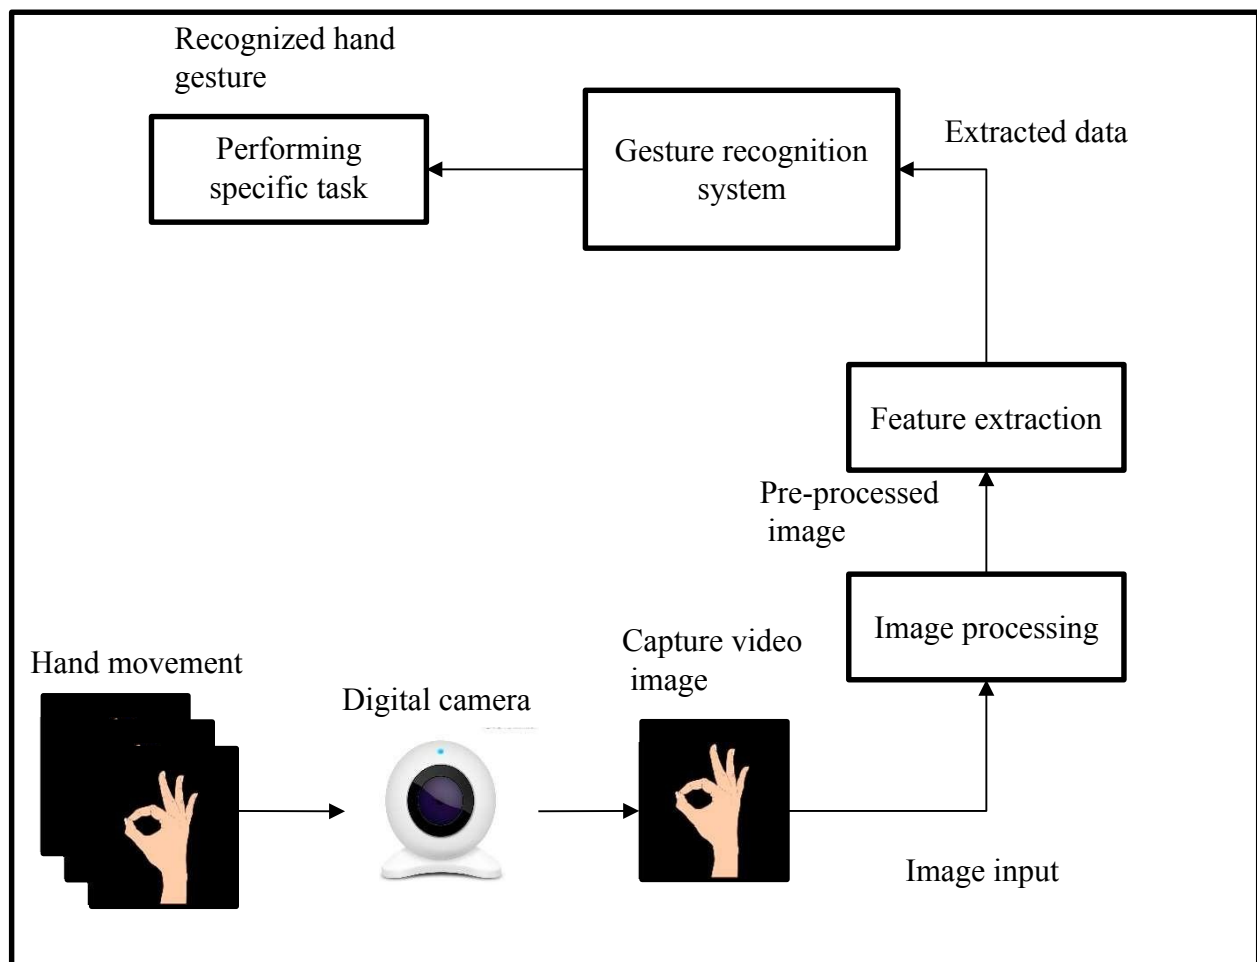 Recognized hand
gesture
Performing
specific task
Gesture recognition
system
Extracted data
Feature extraction
Pre-processed
image
Image processing
Capture video
image
Hand movement
Digital camera
Image input